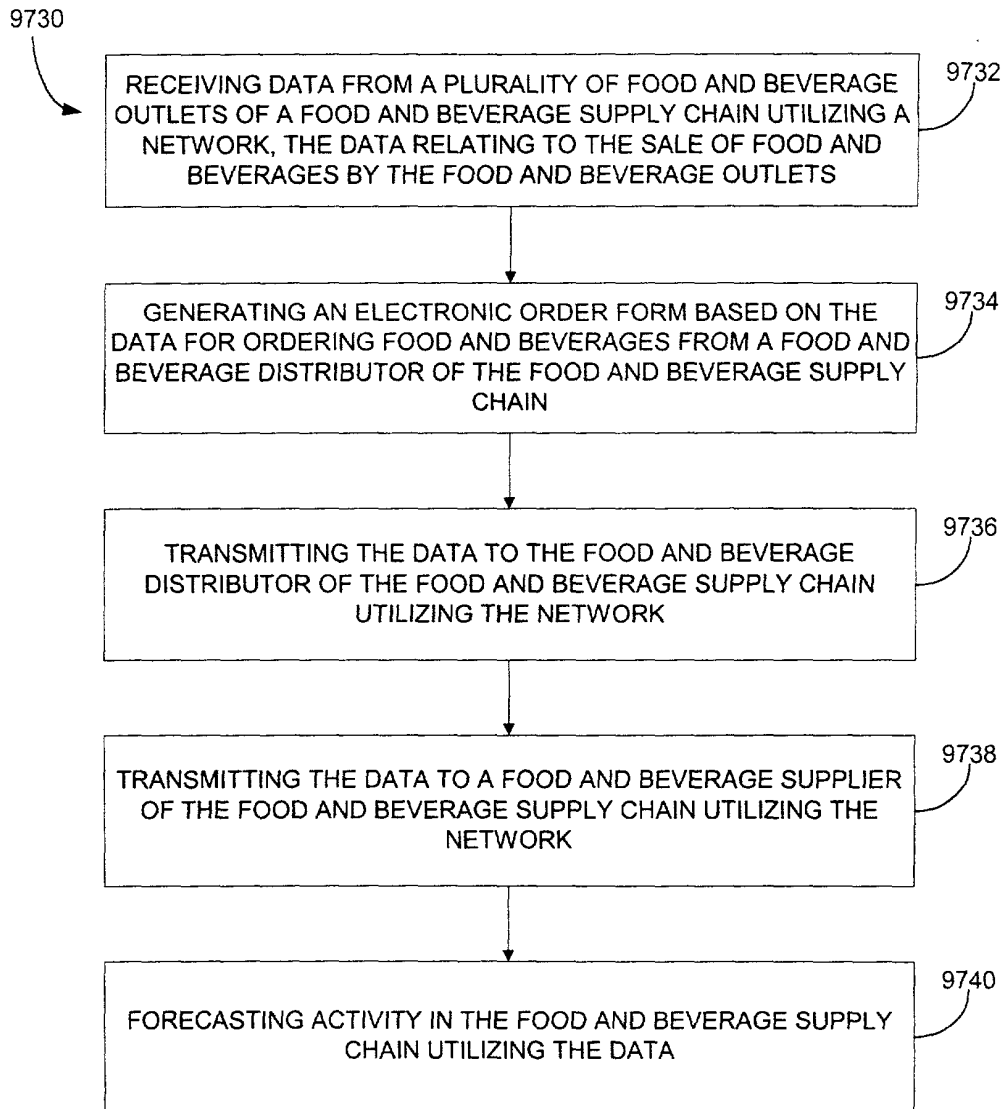 9730
RECEIVING DATA FROM A PLURALITY OF FOOD AND BEVERAGE
OUTLETS OF A FOOD AND BEVERAGE SUPPLY CHAIN UTILIZING A
NETWORK, THE DATA RELATING TO THE SALE OF FOOD AND
BEVERAGES BY THE FOOD AND BEVERAGE OUTLETS
9732
GENERATING AN ELECTRONIC ORDER FORM BASED ON THE
DATA FOR ORDERING FOOD AND BEVERAGES FROM A FOOD AND
BEVERAGE DISTRIBUTOR OF THE FOOD AND BEVERAGE SUPPLY
CHAIN
9734
TRANSMITTING THE DATA TO THE FOOD AND BEVERAGE
DISTRIBUTOR OF THE FOOD AND BEVERAGE SUPPLY CHAIN
UTILIZING THE NETWORK
9736
TRANSMITTING THE DATA TO A FOOD AND BEVERAGE SUPPLIER
OF THE FOOD AND BEVERAGE SUPPLY CHAIN UTILIZING THE
NETWORK
9738
FORECASTING ACTIVITY IN THE FOOD AND BEVERAGE SUPPLY
CHAIN UTILIZING THE DATA
9740